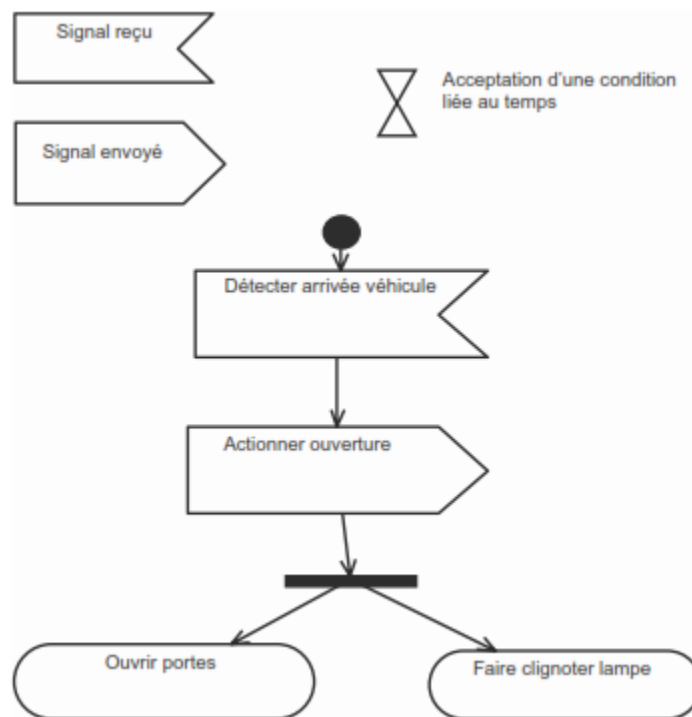 Signal reçu
Acceptation d'une condition
liée au temps
Signal envoyé
Détecter arrivée véhicule
Actionner ouverture
Ouvrir portes
Faire clignoter lampe